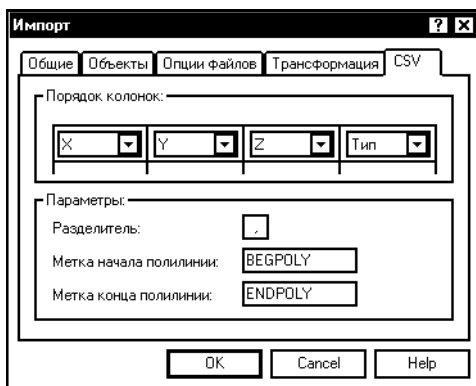 Импорт
Общие Объекты Опции файлов Трансформация CSV
Порядок колонок:
X Y Z Тип
Параметры:
Разделитель: ,
Метка начала полилинии: BEGPOLY
Метка конца полилинии: ENDPOLY
OK Cancel Help